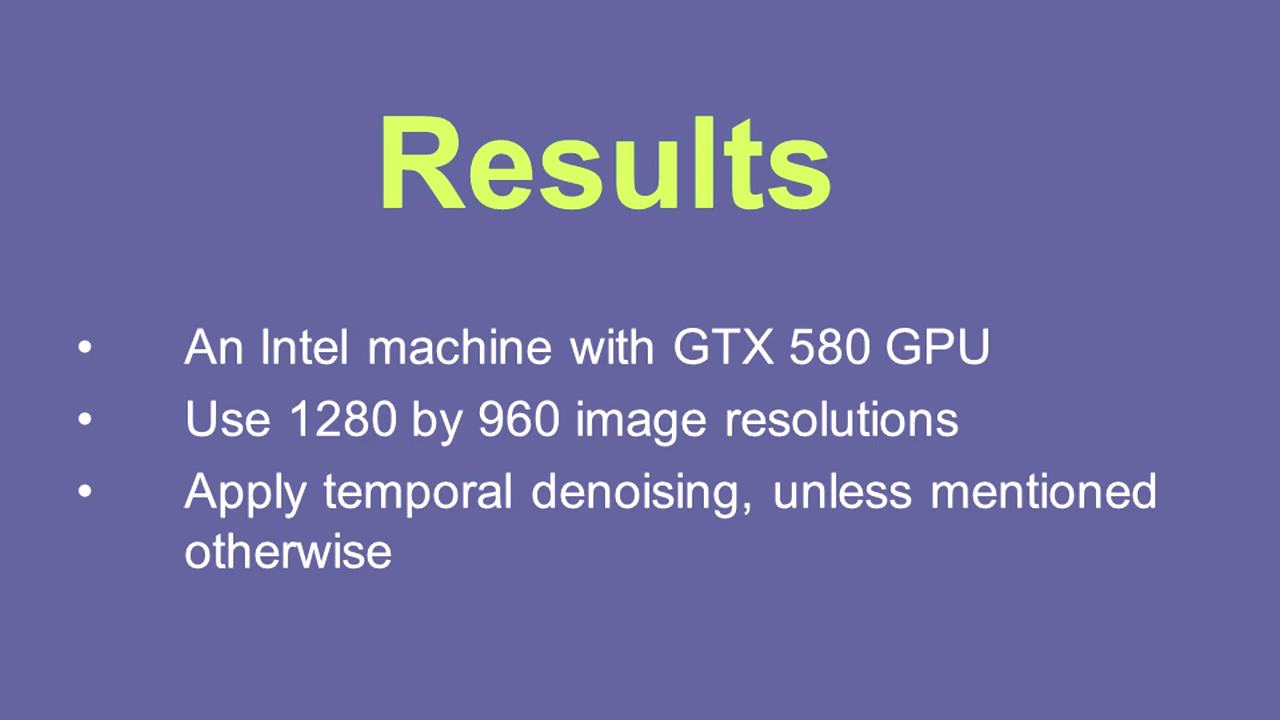 Results
• An Intel machine with GTX 580 GPU
• Use 1280 by 960 image resolutions
• Apply temporal denoising, unless mentioned
otherwise